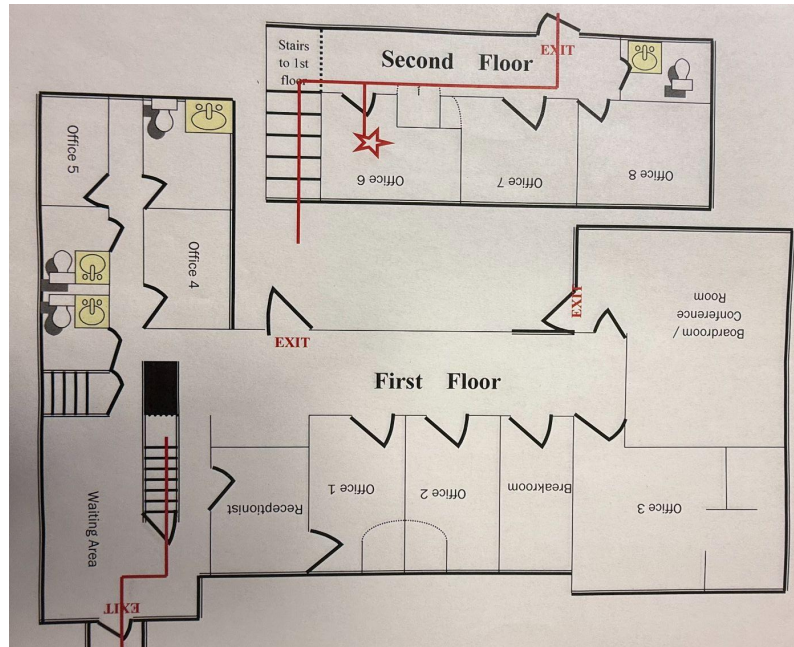 Stairs
to 1st
floor
Second Floor
EXIT
Office 6
Office 7
Office 8
Office 5
Office 4
EXIT
EXIT
Boardroom /
Conference
Room
First Floor
Waiting Area
Receptionist
Office 1
Office 2
Breakroom
Office 3
EXIT